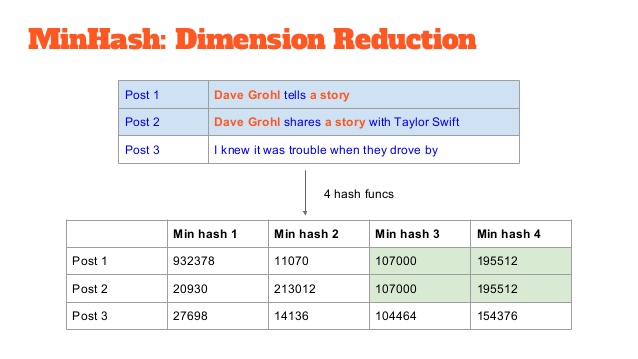 MinHash: Dimension Reduction
Post 1 Dave Grohl tells a story
Post 2 Dave Grohl shares a story with Taylor Swift
Post 3 I knew it was trouble when they drove by
4 hash funcs
Min hash 1 Min hash 2 Min hash 3 Min hash 4
Post 1 932378 11070 107000 195512
Post 2 20930 213012 107000 195512
Post 3 27698 14136 104464 154376